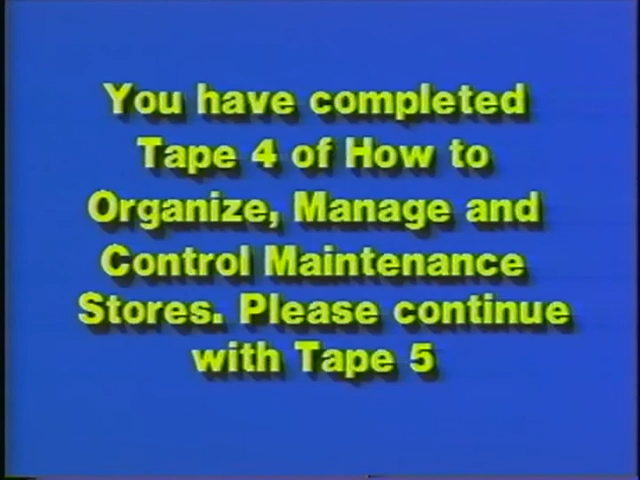 You have completed
Tape 4 of How to
Organize, Manage and
Control Maintenance
Stores. Please continue
with Tape 5